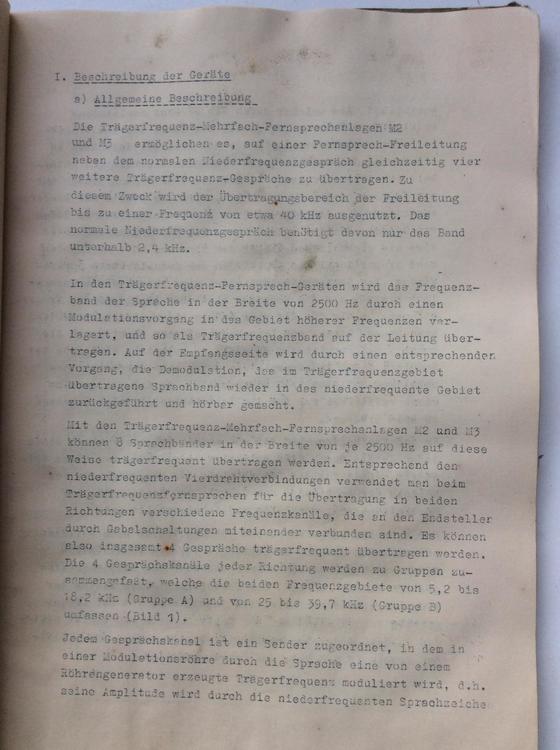 I. Beschreibung der Geräte
a) Allgemeine Beschreibung
Die Trägerfrequenz-Mehrfach-Fernsprechanlagen M2
und M3 ermöglichen es, auf einer Fernsprech-Freileitung
neben dem normalen Niederfrequenzgespräch gleichzeitig vier
weitere Trägerfrequenz-Gespräche zu übertragen. Zu
diesem Zweck wird der Übertragungsbereich der Freileitung
bis zu einer Frequenz von etwa 40 kHz ausgenutzt. Das
normale Niederfrequenzgespräch benötigt davon nur das Band
unterhalb 2,4 kHz.
In den Trägerfrequenz-Fernsprech-Geräten wird das Frequenz-
band der Sprache in der Breite von 2500 Hz durch einen
Modulationsvorgang in das Gebiet höherer Frequenzen ver-
lagert, und so als Trägerfrequenzband auf der Leitung über-
tragen. Auf der Empfangsseite wird durch einen entsprechenden
Vorgang, die Demodulation, das im Trägerfrequenzgebiet
übertragene Sprachband wieder in das niederfrequente Gebiet
zurückgeführt und hörbar gemacht.
Mit den Trägerfrequenz-Mehrfach-Fernsprechanlagen M2 und M3
können 8 Sprachbänder in der Breite von je 2500 Hz auf diese
Weise trägerfrequent übertragen werden. Entsprechend den
niederfrequenten Vierdrahtverbindungen verwendet man beim
Trägerfrequenzfernsprechen für die Übertragung in beiden
Richtungen verschiedene Frequenzkanäle, die an den Endstellen
durch Gabelschaltungen miteinander verbunden sind. Es können
also insgesamt 4 Gespräche trägerfrequent übertragen werden.
Die 4 Gesprächskanäle jeder Richtung werden zu Gruppen zu-
sammengefaßt, welche die beiden Frequenzgebiete von 5,2 bis
18,2 kHz (Gruppe A) und von 25 bis 39,7 kHz (Gruppe B)
umfassen (Bild 1).
Jedem Gesprächskanal ist ein Sender zugeordnet, in dem in
einer Modulationsröhre durch die Sprache eine von einem
Röhrengenerator erzeugte Trägerfrequenz moduliert wird, d.h.
seine Amplitude wird durch die niederfrequenten Sprachzeiche